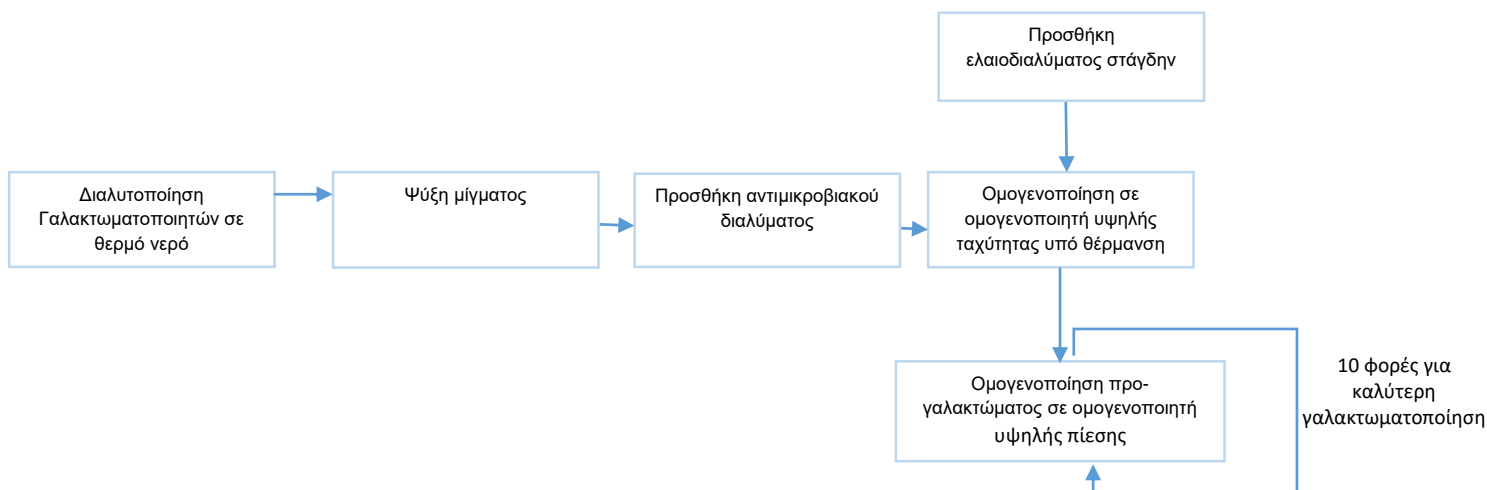 Προσθήκη
ελαιοδιαλύματος στάγδην
Διαλυτοποίηση
Γαλακτωματοποιητών σε
θερμό νερό
Ψύξη μίγματος
Προσθήκη αντιμικροβιακού
διαλύματος
Ομογενοποίηση σε
ομογενοποιητή υψηλής
ταχύτητας υπό θέρμανση
Ομογενοποίηση προ-
γαλακτώματος σε ομογενοποιητή
υψηλής πίεσης
10 φορές για
καλύτερη
γαλακτωματοποίηση